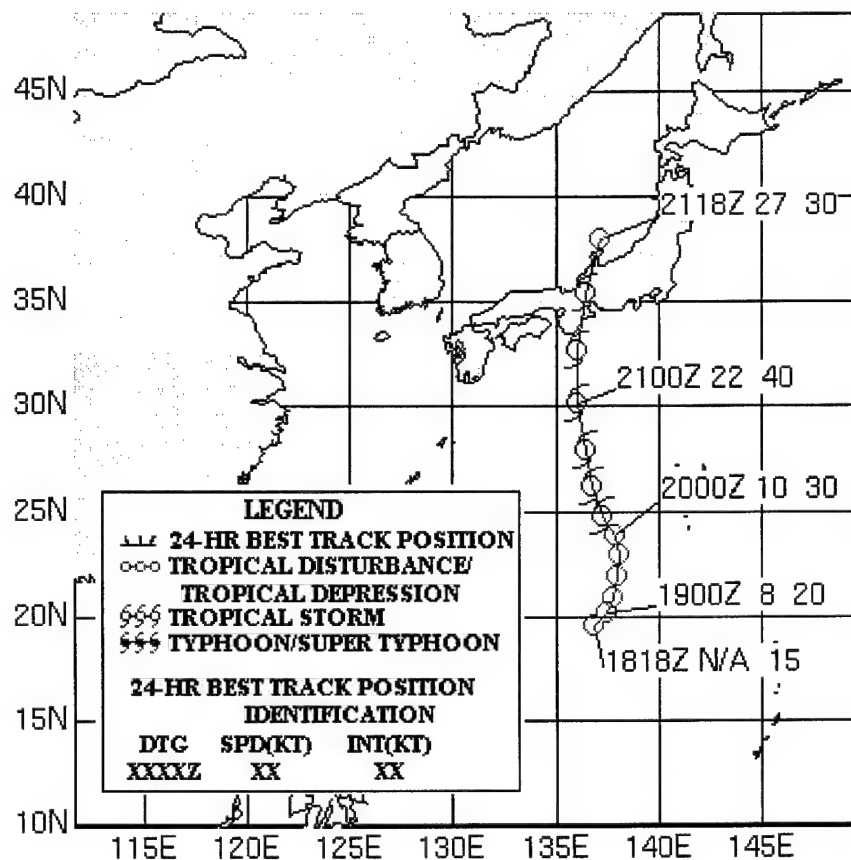 45N
40N
2118Z 27 30
35N
2100Z 22 40
30N
2000Z 10 30
25N
LEGEND
24-HR BEST TRACK POSITION
TROPICAL DISTURBANCE/
TROPICAL DEPRESSION
TROPICAL STORM
TYPHOON/SUPER TYPHOON
1900Z 8 20
20N
1818Z N/A 15
24-HR BEST TRACK POSITION
IDENTIFICATION
15N
DTG SPD(KT) INT(KT)
XXXXZ XX XX
10N
115E 120E 125E 130E 135E 140E 145E